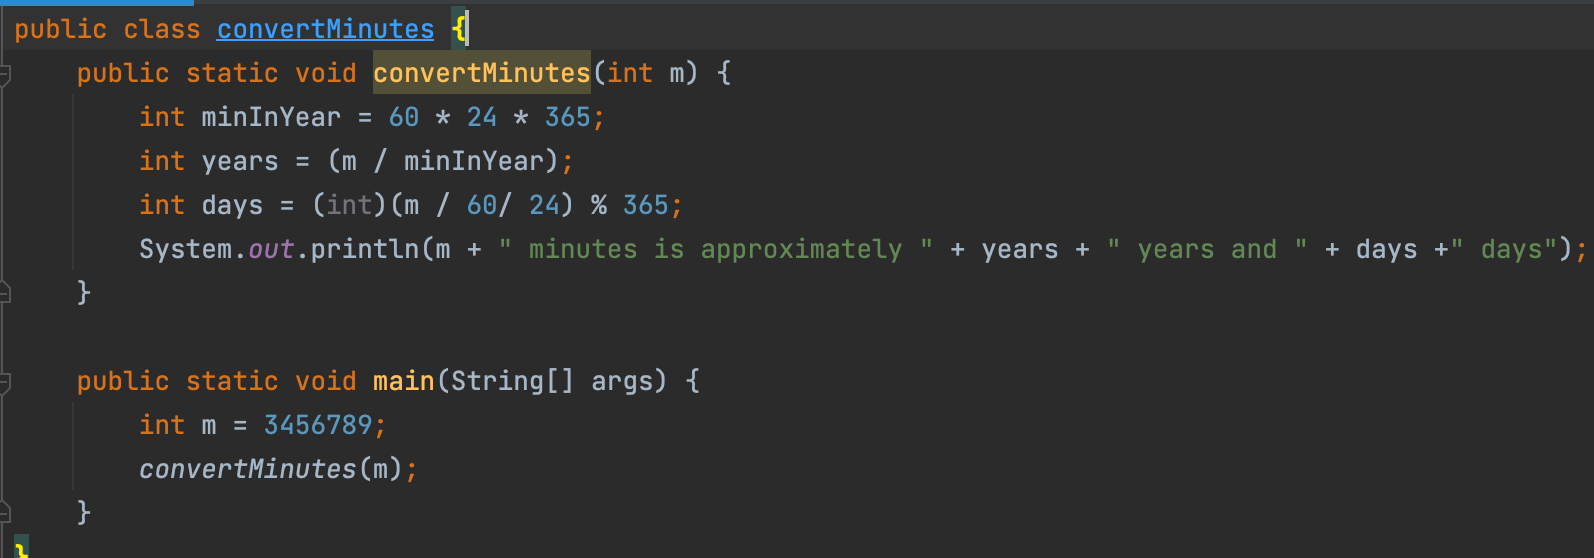 public class convertMinutes {
    public static void convertMinutes(int m) {
        int minInYear = 60 * 24 * 365;
        int years = (m / minInYear);
        int days = (int)(m / 60/ 24) % 365;
        System.out.println(m + " minutes is approximately " + years + " years and " + days +" days");
    }
    public static void main(String[] args) {
        int m = 3456789;
        convertMinutes(m);
    }
}